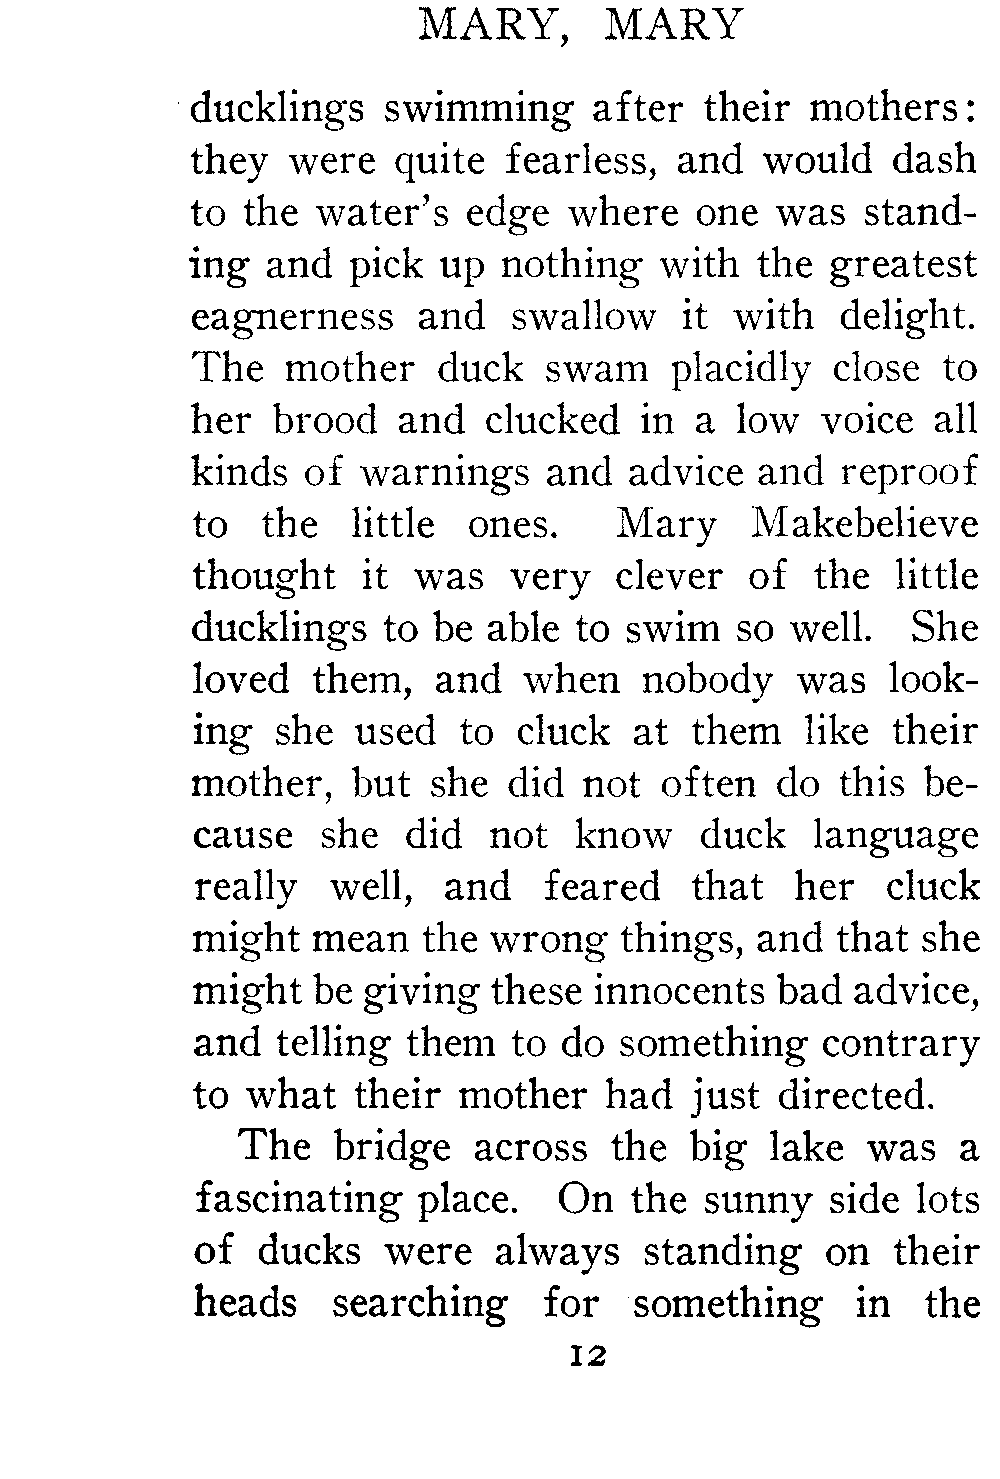 MARY, MARY
ducklings swimming after their mothers:
they were quite fearless, and would dash
to the water's edge where one was stand-
ing and pick up nothing with the greatest
eagnerness and swallow it with delight.
The mother duck swam placidly close to
her brood and clucked in a low voice all
kinds of warnings and advice and reproof
to the little ones. Mary Makebelieve
thought it was very clever of the little
ducklings to be able to swim so well. She
loved them, and when nobody was look-
ing she used to cluck at them like their
mother, but she did not often do this be-
cause she did not know duck language
really well, and feared that her cluck
might mean the wrong things, and that she
might be giving these innocents bad advice,
and telling them to do something contrary
to what their mother had just directed.
The bridge across the big lake was a
fascinating place. On the sunny side lots
of ducks were always standing on their
heads searching for something in the
12